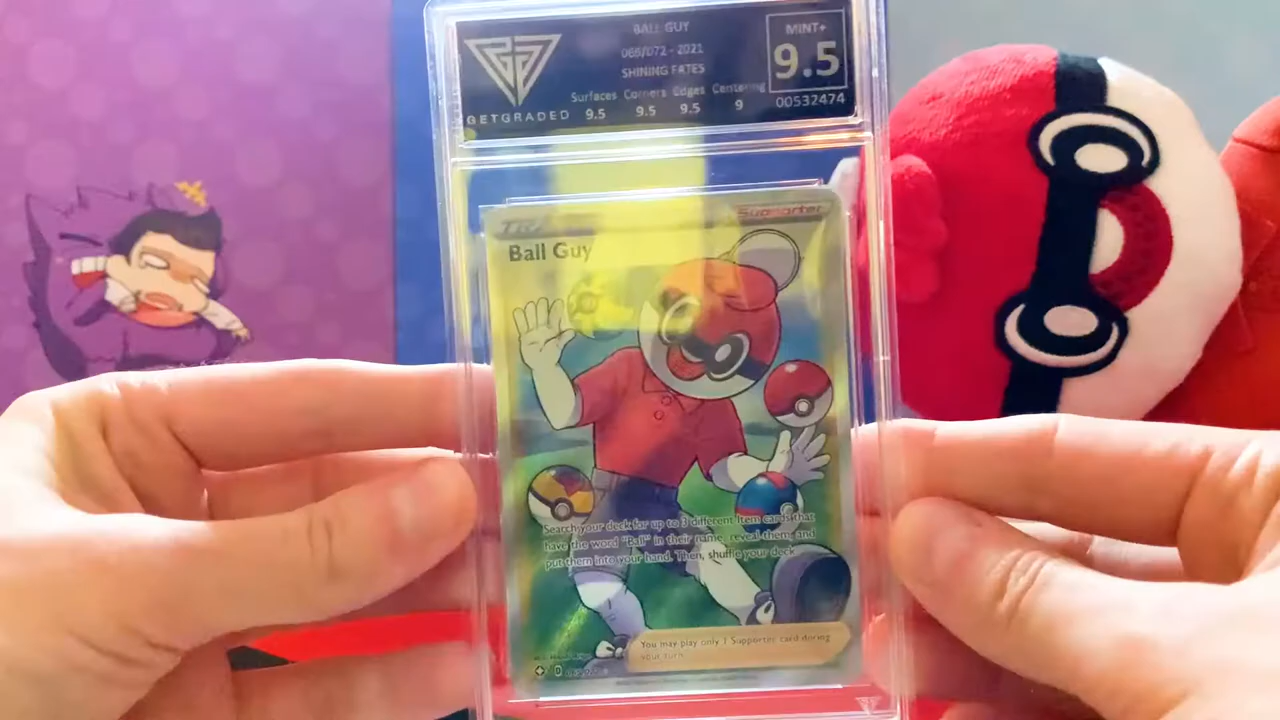 BALL GUY
065/072 - 2021
SHINING FATES
MINT+
9.5
Surfaces Corners Edges Centering
9.5 9.5 9.5 9
00532474
GETGRADED
Supporter
Ball Guy
Search your deck for up to 3 different Item cards that
have the word "Ball" in their name, reveal them, and
put them into your hand. Then, shuffle your deck.
You may play only 1 Supporter card during
your turn.